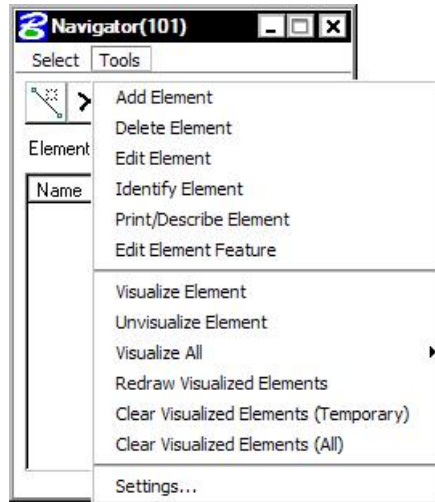 Navigator(101)
Select Tools
Add Element
Delete Element
Element
Edit Element
Name
Identify Element
Print/Describe Element
Edit Element Feature
Visualize Element
Unvisualize Element
Visualize All
Redraw Visualized Elements
Clear Visualized Elements (Temporary)
Clear Visualized Elements (All)
Settings...